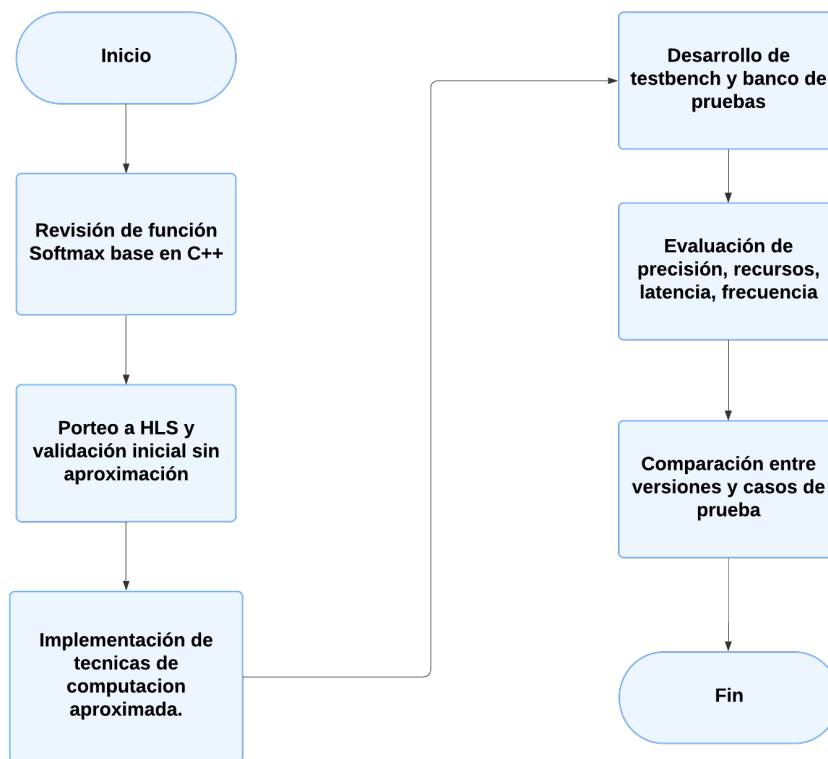 Inicio
Revisión de función
Softmax base en C++
Porteo a HLS y
validación inicial sin
aproximación
Implementación de
tecnicas de
computacion
aproximada.
Desarrollo de
testbench y banco de
pruebas
Evaluación de
precisión, recursos,
latencia, frecuencia
Comparación entre
versiones y casos de
prueba
Fin